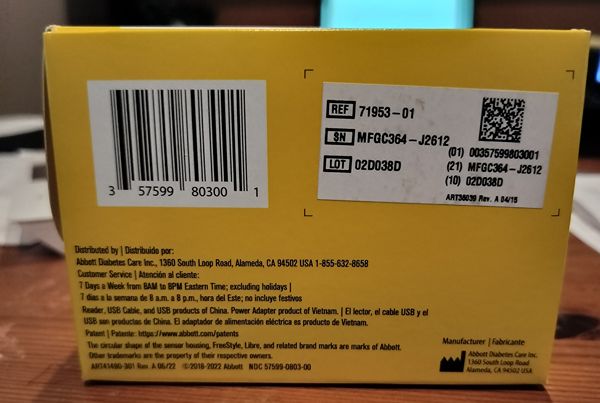 3 57599 80300 1
REF 71953-01
SN MFGC364-J2612
LOT 02D038D
(01) 00357599803001
(21) MFGC364-J2612
(10) 02D038D
ART38039 Rev. A 04/15
Distributed by | Distribuido por:
Abbott Diabetes Care Inc., 1360 South Loop Road, Alameda, CA 94502 USA 1-855-632-8658
Customer Service | Atención al cliente:
7 Days a Week from 8AM to 8PM Eastern Time; excluding holidays |
7 días a la semana de 8 a.m. a 8 p.m., hora del Este; no incluye festivos
Reader, USB Cable, and USB products of China. Power Adapter product of Vietnam. | El lector, el cable USB y el
USB son productos de China. El adaptador de alimentación eléctrica es producto de Vietnam.
Patent | Patente: https://www.abbott.com/patents
The circular shape of the sensor housing, FreeStyle, Libre, and related brand marks are marks of Abbott.
Other trademarks are the property of their respective owners.
ART41490-301 Rev. A 06/22 ©2018-2022 Abbott NDC 57599-0803-00
Manufacturer | Fabricante
Abbott Diabetes Care Inc.
1360 South Loop Road
Alameda, CA 94502 USA